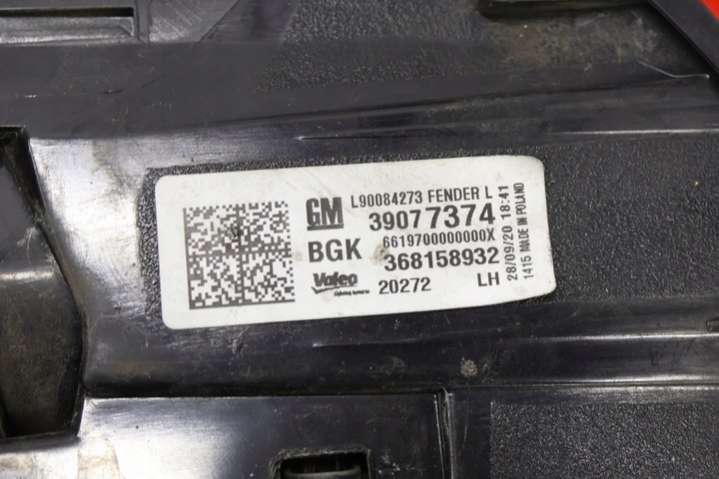 L90084273 FENDER L
GM
39077374
BGK
6619700000000X
368158932
Valeo
20272
LH
28/09/20 18:41
1415 MADE IN POLAND